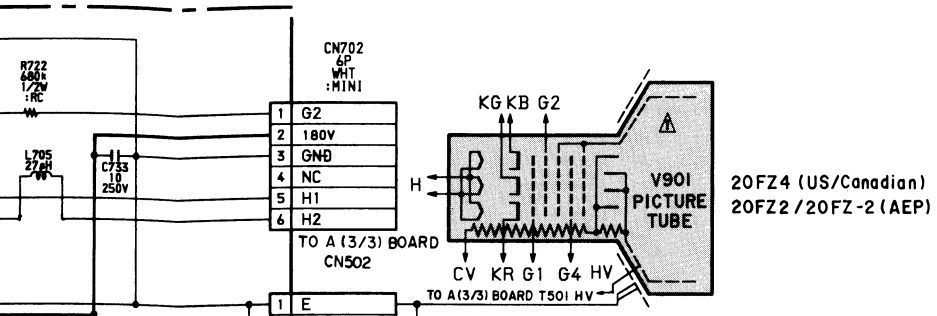 CN702
6P
WHT
:MINI
R722
680k
1/2W
:RC
1 G2
2 180V
3 GND
4 NC
5 H1
6 H2
L705
27μH
C733
10
250V
TO A (3/3) BOARD
CN502
1 E
KG KB G2
H
V901
PICTURE
TUBE
20FZ4 (US/Canadian)
20FZ2/20FZ-2 (AEP)
CV KR G1 G4 HV
TO A(3/3) BOARD T501 HV